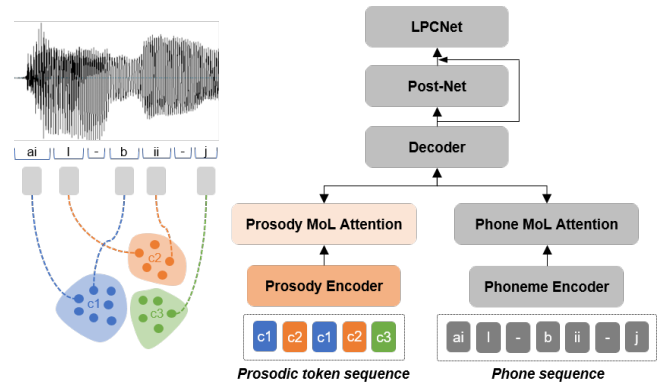 ai l - b ii - j
c2
c1
c3
LPCNet
Post-Net
Decoder
Prosody MoL Attention
Phone MoL Attention
Prosody Encoder
Phoneme Encoder
c1 c2 c1 c2 c3
ai l - b ii - j
Prosodic token sequence
Phone sequence